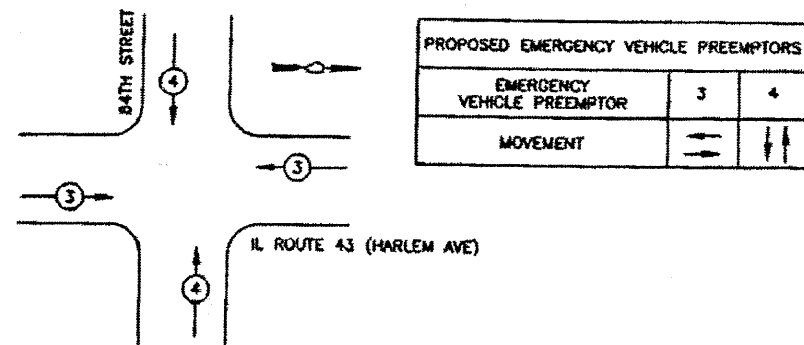 84TH STREET
4
3
3
4
IL ROUTE 43 (HARLEM AVE)
PROPOSED EMERGENCY VEHICLE PREEMPTORS
EMERGENCY
VEHICLE PREEMPTOR
3
4
MOVEMENT